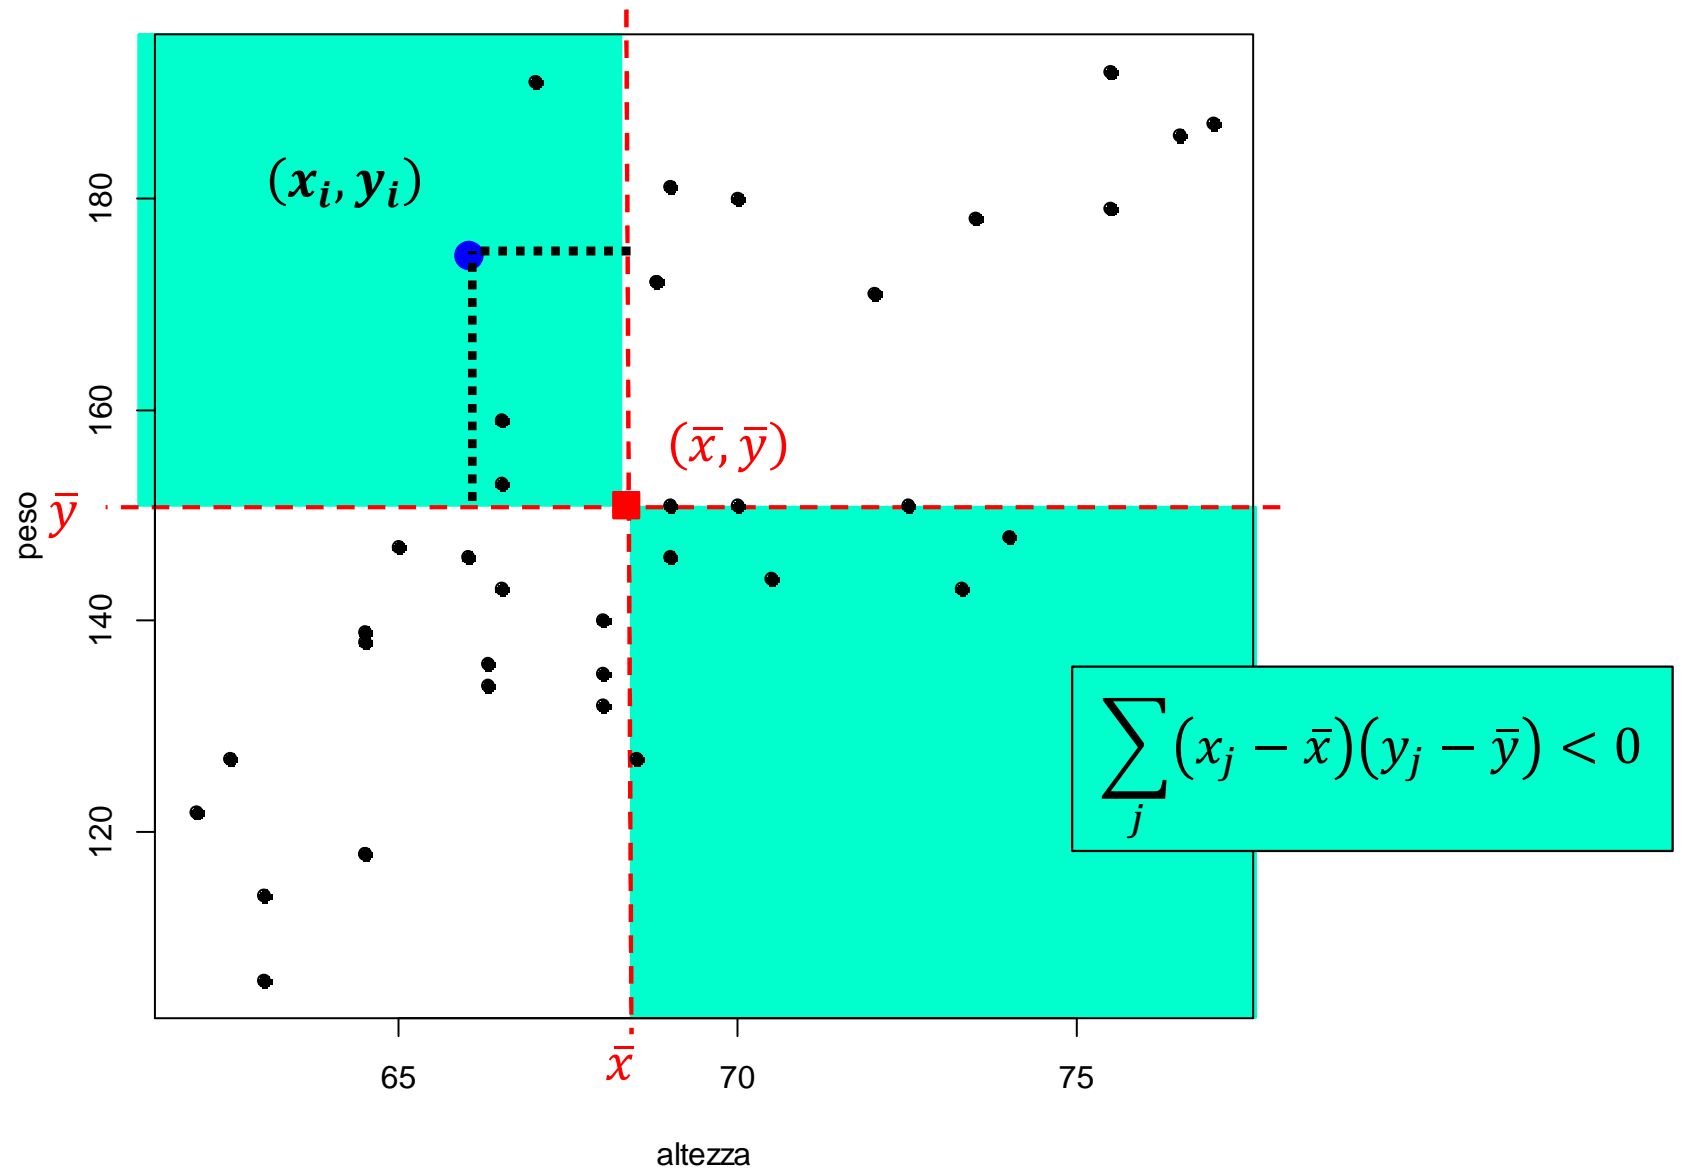 (xᵢ, yᵢ)
180
160
(x̄, ȳ)
ȳ
peso
140
∑ⱼ(xⱼ − x̄)(yⱼ − ȳ) < 0
120
x̄
65 70 75
altezza